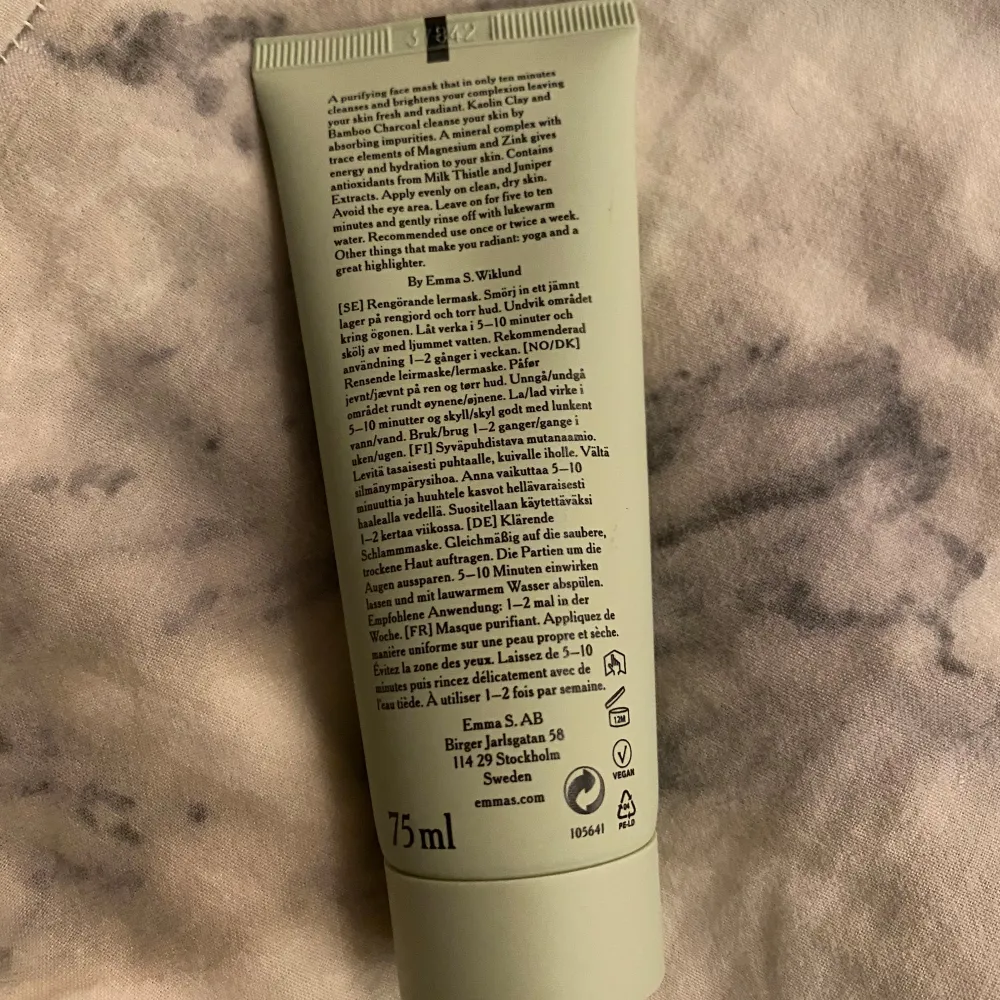 A purifying face mask that in only ten minutes
cleanses and brightens your complexion leaving
your skin fresh and radiant. Kaolin Clay and
Bamboo Charcoal cleanse your skin by
absorbing impurities. A mineral complex with
trace elements of Magnesium and Zink gives
energy and hydration to your skin. Contains
antioxidants from Milk Thistle and Juniper
Extracts. Apply evenly on clean, dry skin.
Avoid the eye area. Leave on for five to ten
minutes and gently rinse off with lukewarm
water. Recommended use once or twice a week.
Other things that make you radiant: yoga and a
great highlighter.
By Emma S. Wiklund
[SE] Rengörande lermask. Smörj in ett jämnt
lager på rengjord och torr hud. Undvik området
kring ögonen. Låt verka i 5–10 minuter och
skölj av med ljummet vatten. Rekommenderad
användning 1–2 gånger i veckan. [NO/DK]
Rensende leirmaske/lermaske. Påfør
jevnt/jævnt på ren og tørr hud. Unngå/undgå
området rundt øynene/øjnene. La/lad virke i
5–10 minutter og skyll/skyl godt med lunkent
vann/vand. Bruk/brug 1–2 ganger/gange i
uken/ugen. [FI] Syväpuhdistava mutanaamio.
Levitä tasaisesti puhtaalle, kuivalle iholle. Vältä
silmänympärysihoa. Anna vaikuttaa 5–10
minuuttia ja huuhtele kasvot hellävaraisesti
haalealla vedellä. Suositellaan käytettäväksi
1–2 kertaa viikossa. [DE] Klärende
Schlammmaske. Gleichmäßig auf die saubere,
trockene Haut auftragen. Die Partien um die
Augen aussparen. 5–10 Minuten einwirken
lassen und mit lauwarmem Wasser abspülen.
Empfohlene Anwendung: 1–2 mal in der
Woche. [FR] Masque purifiant. Appliquez de
manière uniforme sur une peau propre et sèche.
Évitez la zone des yeux. Laissez de 5–10
minutes puis rincez délicatement avec de
l'eau tiède. À utiliser 1–2 fois par semaine.
Emma S. AB
Birger Jarlsgatan 58
114 29 Stockholm
Sweden
emmas.com
75 ml
105641
12M
V
VEGAN
04
PE-LD